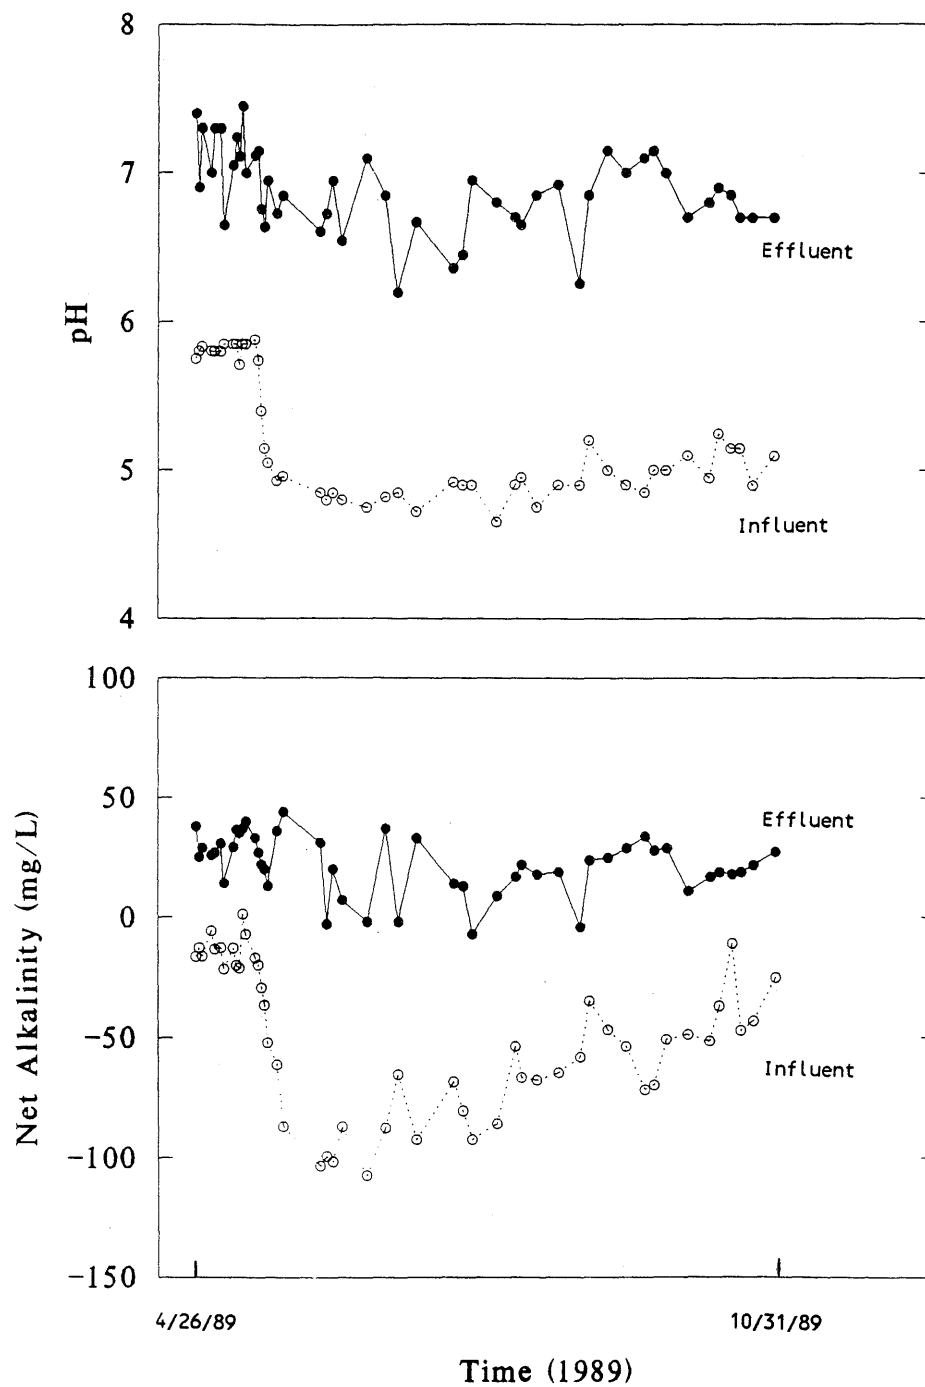 8
7
Effluent
6
pH
5
Influent
4
100
50
Effluent
0
Net Alkalinity (mg/L)
−50
Influent
−100
−150
4/26/89
10/31/89
Time (1989)